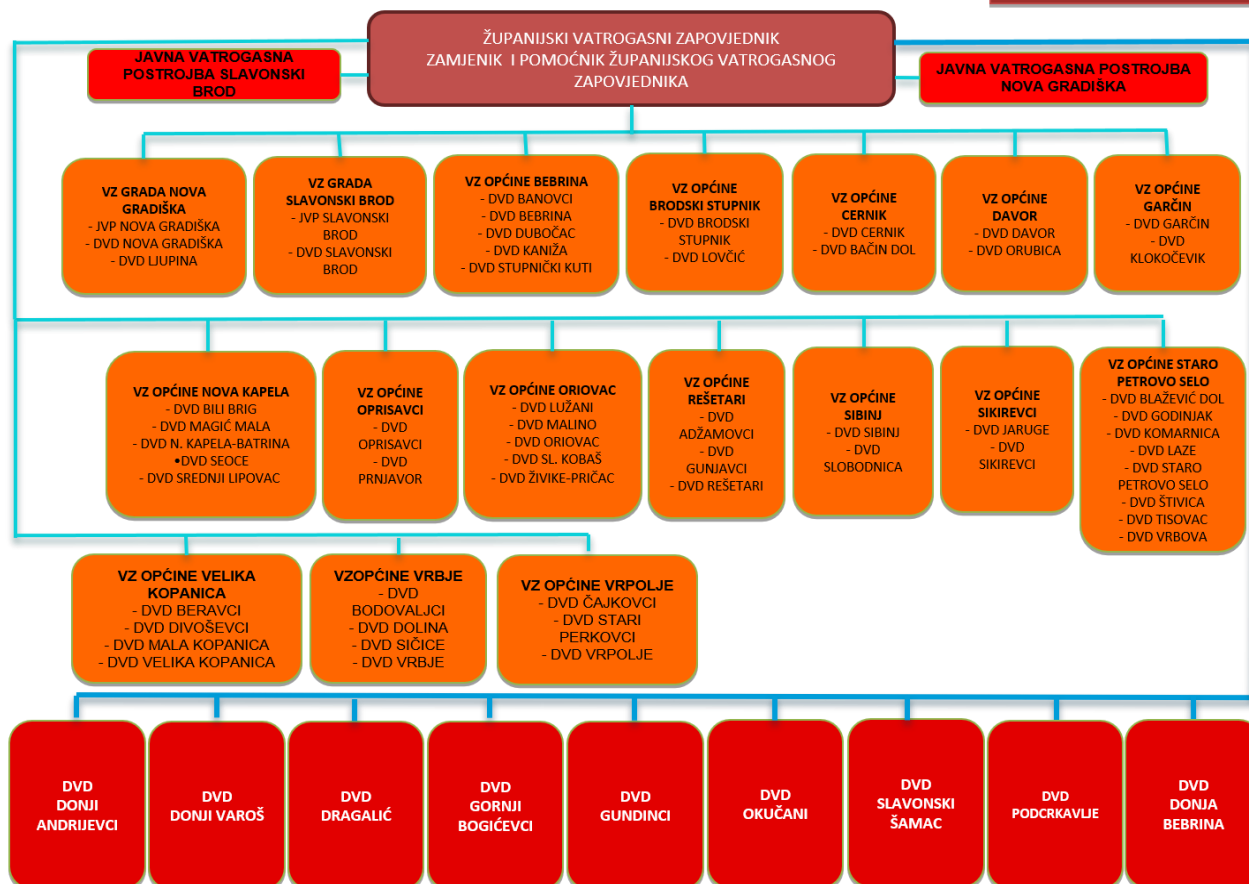 ŽUPANIJSKI VATROGASNI ZAPOVJEDNIK
ZAMJENIK I POMOĆNIK ŽUPANIJSKOG VATROGASNOG
ZAPOVJEDNIKA
JAVNA VATROGASNA
POSTROJBA SLAVONSKI
BROD
JAVNA VATROGASNA POSTROJBA
NOVA GRADIŠKA
VZ GRADA NOVA
GRADIŠKA
- JVP NOVA GRADIŠKA
- DVD NOVA GRADIŠKA
- DVD LJUPINA
VZ GRADA
SLAVONSKI BROD
- JVP SLAVONSKI
BROD
- DVD SLAVONSKI
BROD
VZ OPĆINE BEBRINA
- DVD BANOVCI
- DVD BEBRINA
- DVD DUBOČAC
- DVD KANIŽA
- DVD STUPNIČKI KUTI
VZ OPĆINE
BRODSKI STUPNIK
- DVD BRODSKI
STUPNIK
- DVD LOVČIĆ
VZ OPĆINE
CERNIK
- DVD CERNIK
- DVD BAČIN DOL
VZ OPĆINE
DAVOR
- DVD DAVOR
- DVD ORUBICA
VZ OPĆINE
GARČIN
- DVD GARČIN
- DVD
KLOKOČEVIK
VZ OPĆINE NOVA KAPELA
- DVD BILI BRIG
- DVD MAGIĆ MALA
- DVD N. KAPELA-BATRINA
•DVD SEOCE
- DVD SREDNJI LIPOVAC
VZ OPĆINE
OPRISAVCI
- DVD
OPRISAVCI
- DVD
PRNJAVOR
VZ OPĆINE ORIOVAC
- DVD LUŽANI
- DVD MALINO
- DVD ORIOVAC
- DVD SL. KOBAŠ
- DVD ŽIVIKE-PRIČAC
VZ OPĆINE
REŠETARI
- DVD
ADŽAMOVCI
- DVD
GUNJAVCI
- DVD REŠETARI
VZ OPĆINE
SIBINJ
- DVD SIBINJ
- DVD
SLOBODNICA
VZ OPĆINE
SIKIREVCI
- DVD JARUGE
- DVD
SIKIREVCI
VZ OPĆINE STARO
PETROVO SELO
- DVD BLAŽEVIĆ DOL
- DVD GODINJAK
- DVD KOMARNICA
- DVD LAZE
- DVD STARO
PETROVO SELO
- DVD ŠTIVICA
- DVD TISOVAC
- DVD VRBOVA
VZ OPĆINE VELIKA
KOPANICA
- DVD BERAVCI
- DVD DIVOŠEVCI
- DVD MALA KOPANICA
- DVD VELIKA KOPANICA
VZOPĆINE VRBJE
- DVD
BODOVALJCI
- DVD DOLINA
- DVD SIČICE
- DVD VRBJE
VZ OPĆINE VRPOLJE
- DVD ČAJKOVCI
- DVD STARI
PERKOVCI
- DVD VRPOLJE
DVD
DONJI
ANDRIJEVCI
DVD
DONJI VAROŠ
DVD
DRAGALIĆ
DVD
GORNJI
BOGIĆEVCI
DVD
GUNDINCI
DVD
OKUČANI
DVD
SLAVONSKI
ŠAMAC
DVD
PODCRKAVLJE
DVD
DONJA
BEBRINA